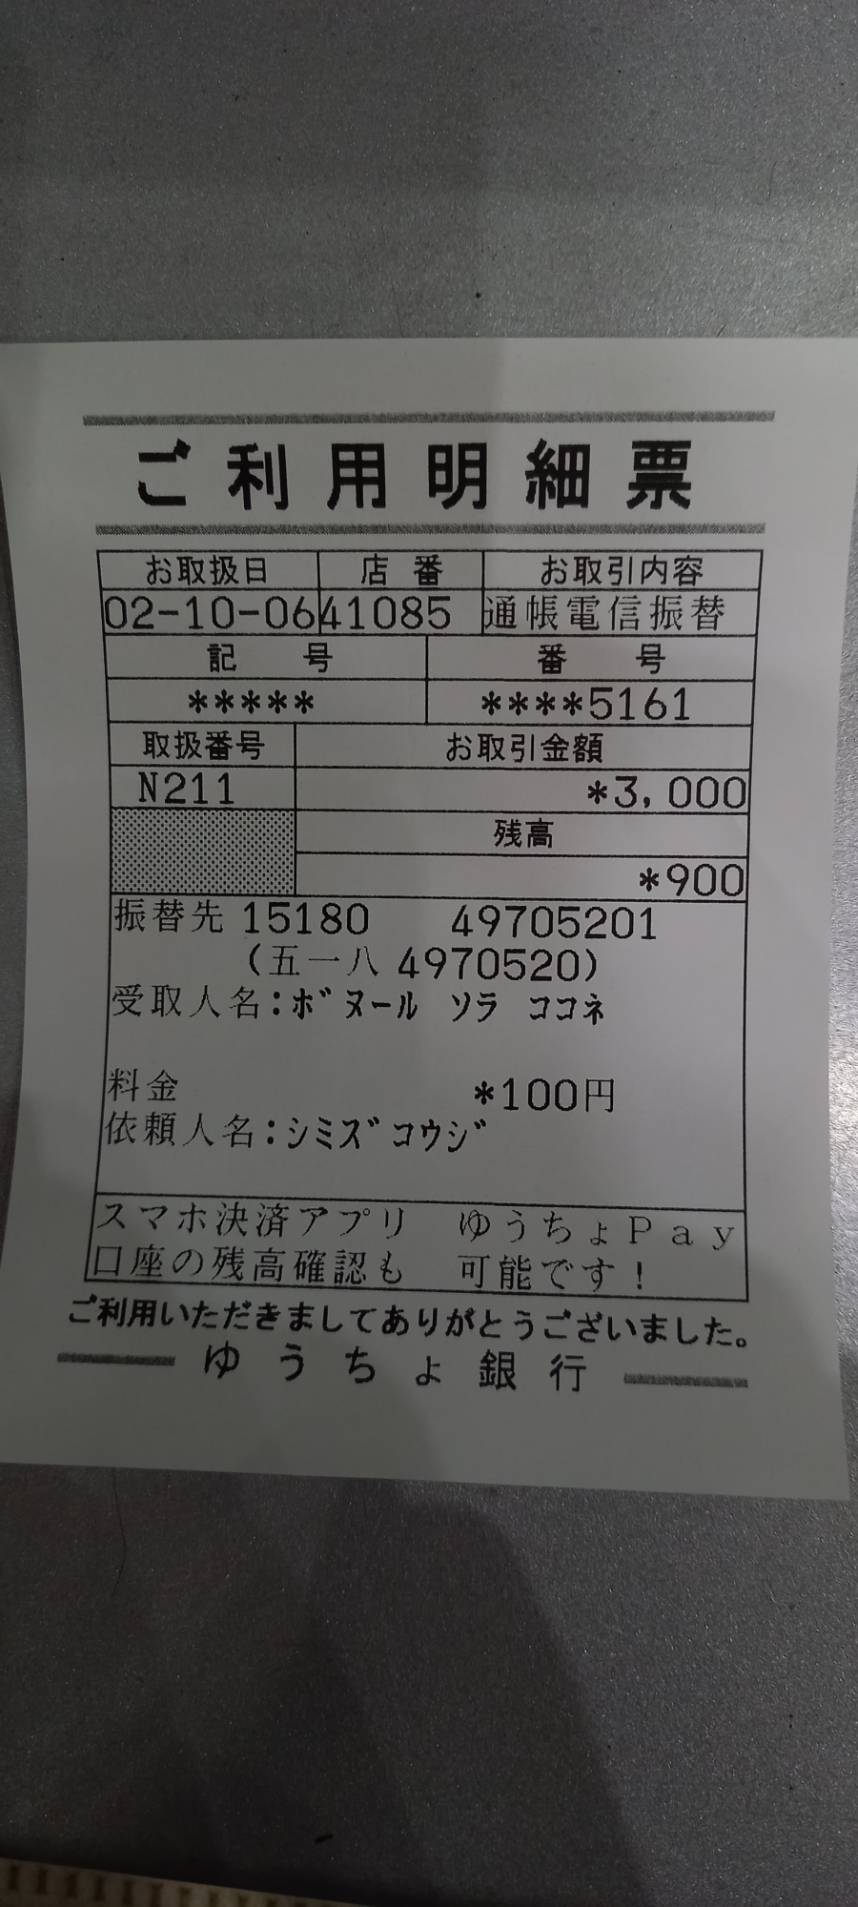 ご利用明細票
お取扱日 店番 お取引内容
02-10-06 41085 通帳電信振替
記号 番号
***** ****5161
取扱番号 お取引金額
N211 *3,000
残高
*900
振替先 15180 49705201
(五一八 4970520)
受取人名:ボヌール ソラ ココネ
料金 *100円
依頼人名:シミズコウジ
スマホ決済アプリ ゆうちょPay
口座の残高確認も 可能です!
ご利用いただきましてありがとうございました。
ゆうちょ銀行